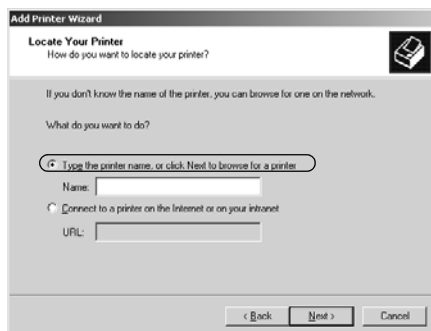 Add Printer Wizard
Locate Your Printer
How do you want to locate your printer?
If you don't know the name of the printer, you can browse for one on the network.
What do you want to do?
Type the printer name, or click Next to browse for a printer
Name:
Connect to a printer on the Internet or on your intranet
URL:
< Back
Next >
Cancel